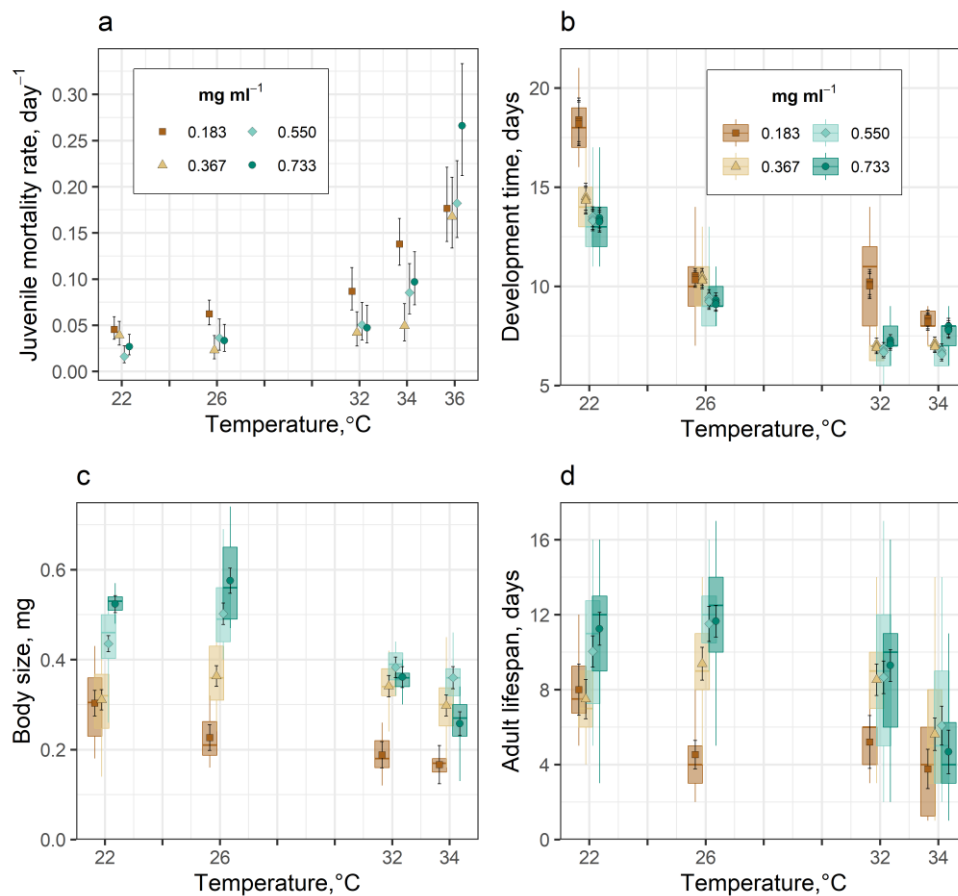 a
Juvenile mortality rate, day⁻¹
0.30
0.25
0.20
0.15
0.10
0.05
0.00
mg ml⁻¹
0.183 0.550
0.367 0.733
22 26 32 34 36
Temperature,°C
b
Development time, days
20
15
10
5
mg ml⁻¹
0.183 0.550
0.367 0.733
22 26 32 34
Temperature,°C
c
Body size, mg
0.6
0.4
0.2
0.0
22 26 32 34
Temperature,°C
d
Adult lifespan, days
16
12
8
4
0
22 26 32 34
Temperature,°C